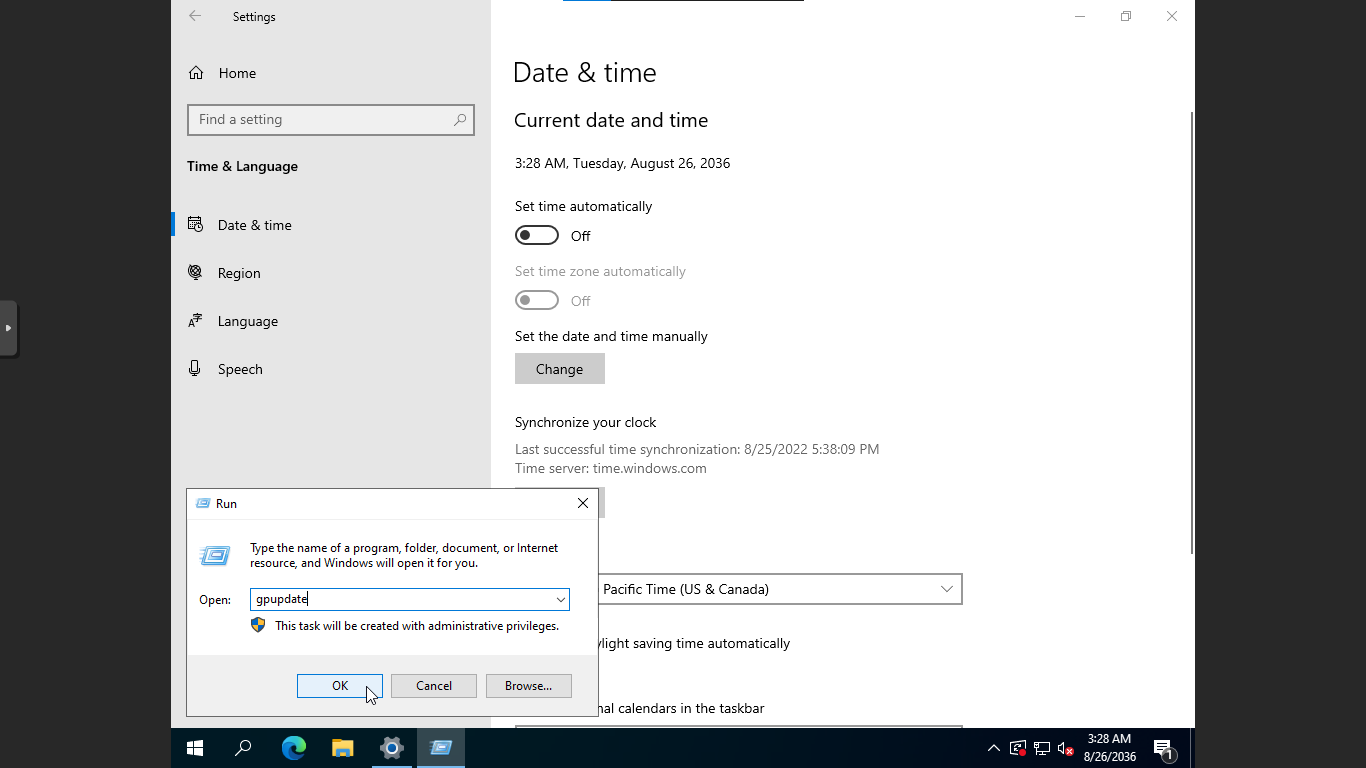 Settings
Home
Find a setting
Time & Language
Date & time
Region
Language
Speech
Date & time
Current date and time
3:28 AM, Tuesday, August 26, 2036
Set time automatically
Off
Set time zone automatically
Off
Set the date and time manually
Change
Synchronize your clock
Last successful time synchronization: 8/25/2022 5:38:09 PM
Time server: time.windows.com
Pacific Time (US & Canada)
saving time automatically
calendars in the taskbar
Run
Type the name of a program, folder, document, or Internet
resource, and Windows will open it for you.
Open:
gpupdate
This task will be created with administrative privileges.
OK
Cancel
Browse...
3:28 AM
8/26/2036
1